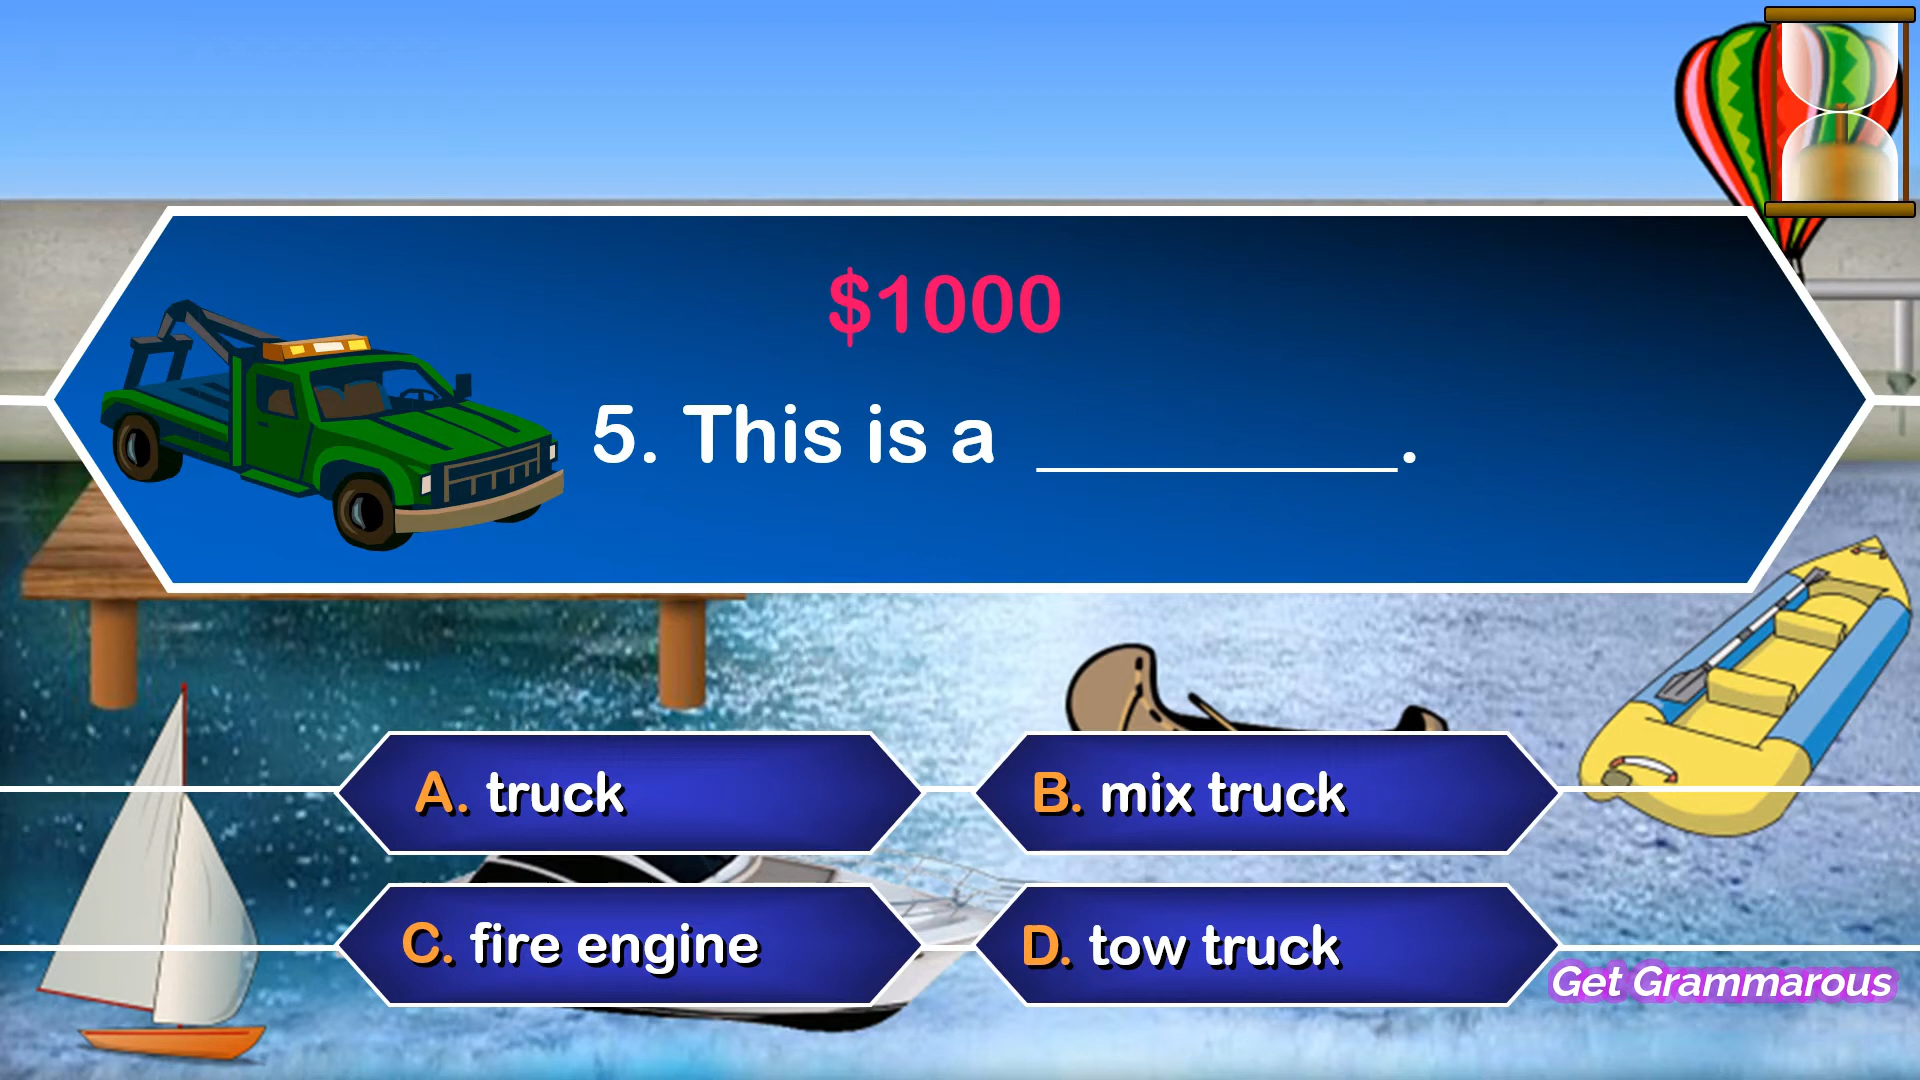 $1000
5. This is a __________.
A. truck
B. mix truck
C. fire engine
D. tow truck
Get Grammarous